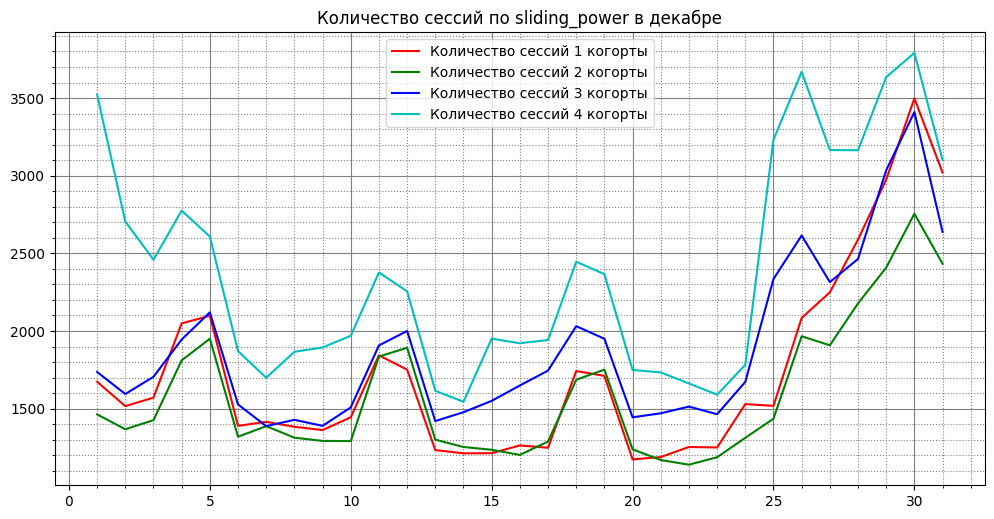 Количество сессий по sliding_power в декабре
Количество сессий 1 когорты
Количество сессий 2 когорты
Количество сессий 3 когорты
Количество сессий 4 когорты
3500
3000
2500
2000
1500
0 5 10 15 20 25 30